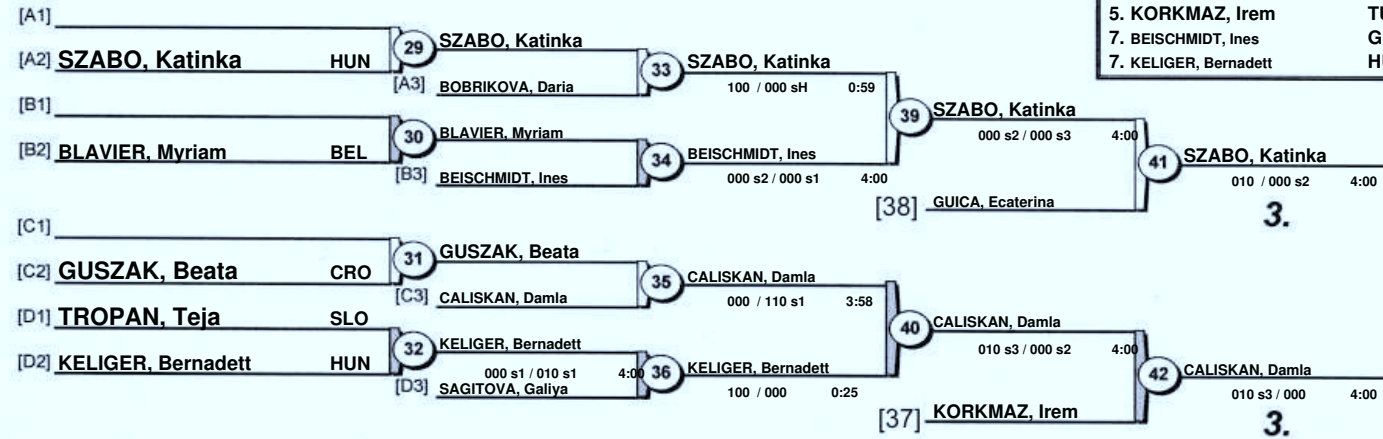 5. KORKMAZ, Irem
7. BEISCHMIDT, Ines
7. KELIGER, Bernadett
[A1]
[A2] SZABO, Katinka HUN
29
SZABO, Katinka
[A3] BOBRIKOVA, Daria
33
SZABO, Katinka
100 / 000 sH 0:59
[B1]
[B2] BLAVIER, Myriam BEL
30
BLAVIER, Myriam
[B3] BEISCHMIDT, Ines
34
BEISCHMIDT, Ines
000 s2 / 000 s1 4:00
39
SZABO, Katinka
000 s2 / 000 s3 4:00
[38] GUICA, Ecaterina
41
SZABO, Katinka
010 / 000 s2 4:00
3.
[C1]
[C2] GUSZAK, Beata CRO
31
GUSZAK, Beata
[C3] CALISKAN, Damla
35
CALISKAN, Damla
000 / 110 s1 3:58
[D1] TROPAN, Teja SLO
[D2] KELIGER, Bernadett HUN
32
KELIGER, Bernadett
000 s1 / 010 s1 4:00
[D3] SAGITOVA, Galiya
36
KELIGER, Bernadett
100 / 000 0:25
40
CALISKAN, Damla
010 s3 / 000 s2 4:00
[37] KORKMAZ, Irem
42
CALISKAN, Damla
010 s3 / 000 4:00
3.